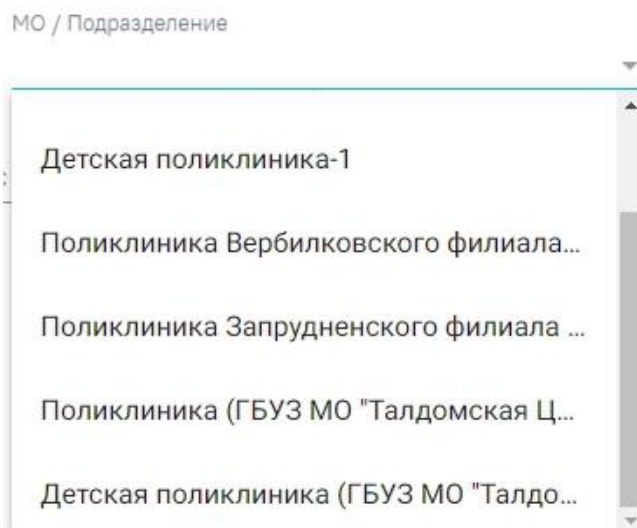 МО / Подразделение
Детская поликлиника-1
Поликлиника Вербилковского филиала...
Поликлиника Запрудненского филиала ...
Поликлиника (ГБУЗ МО "Талдомская Ц...
Детская поликлиника (ГБУЗ МО "Талдо...